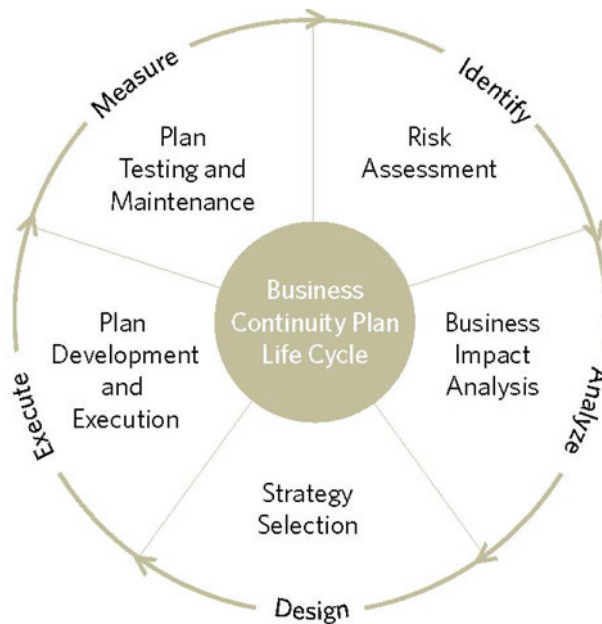 Measure
Identify
Plan
Testing and
Maintenance
Risk
Assessment
Business
Continuity Plan
Life Cycle
Plan
Development
and
Execution
Business
Impact
Analysis
Execute
Analyze
Strategy
Selection
Design